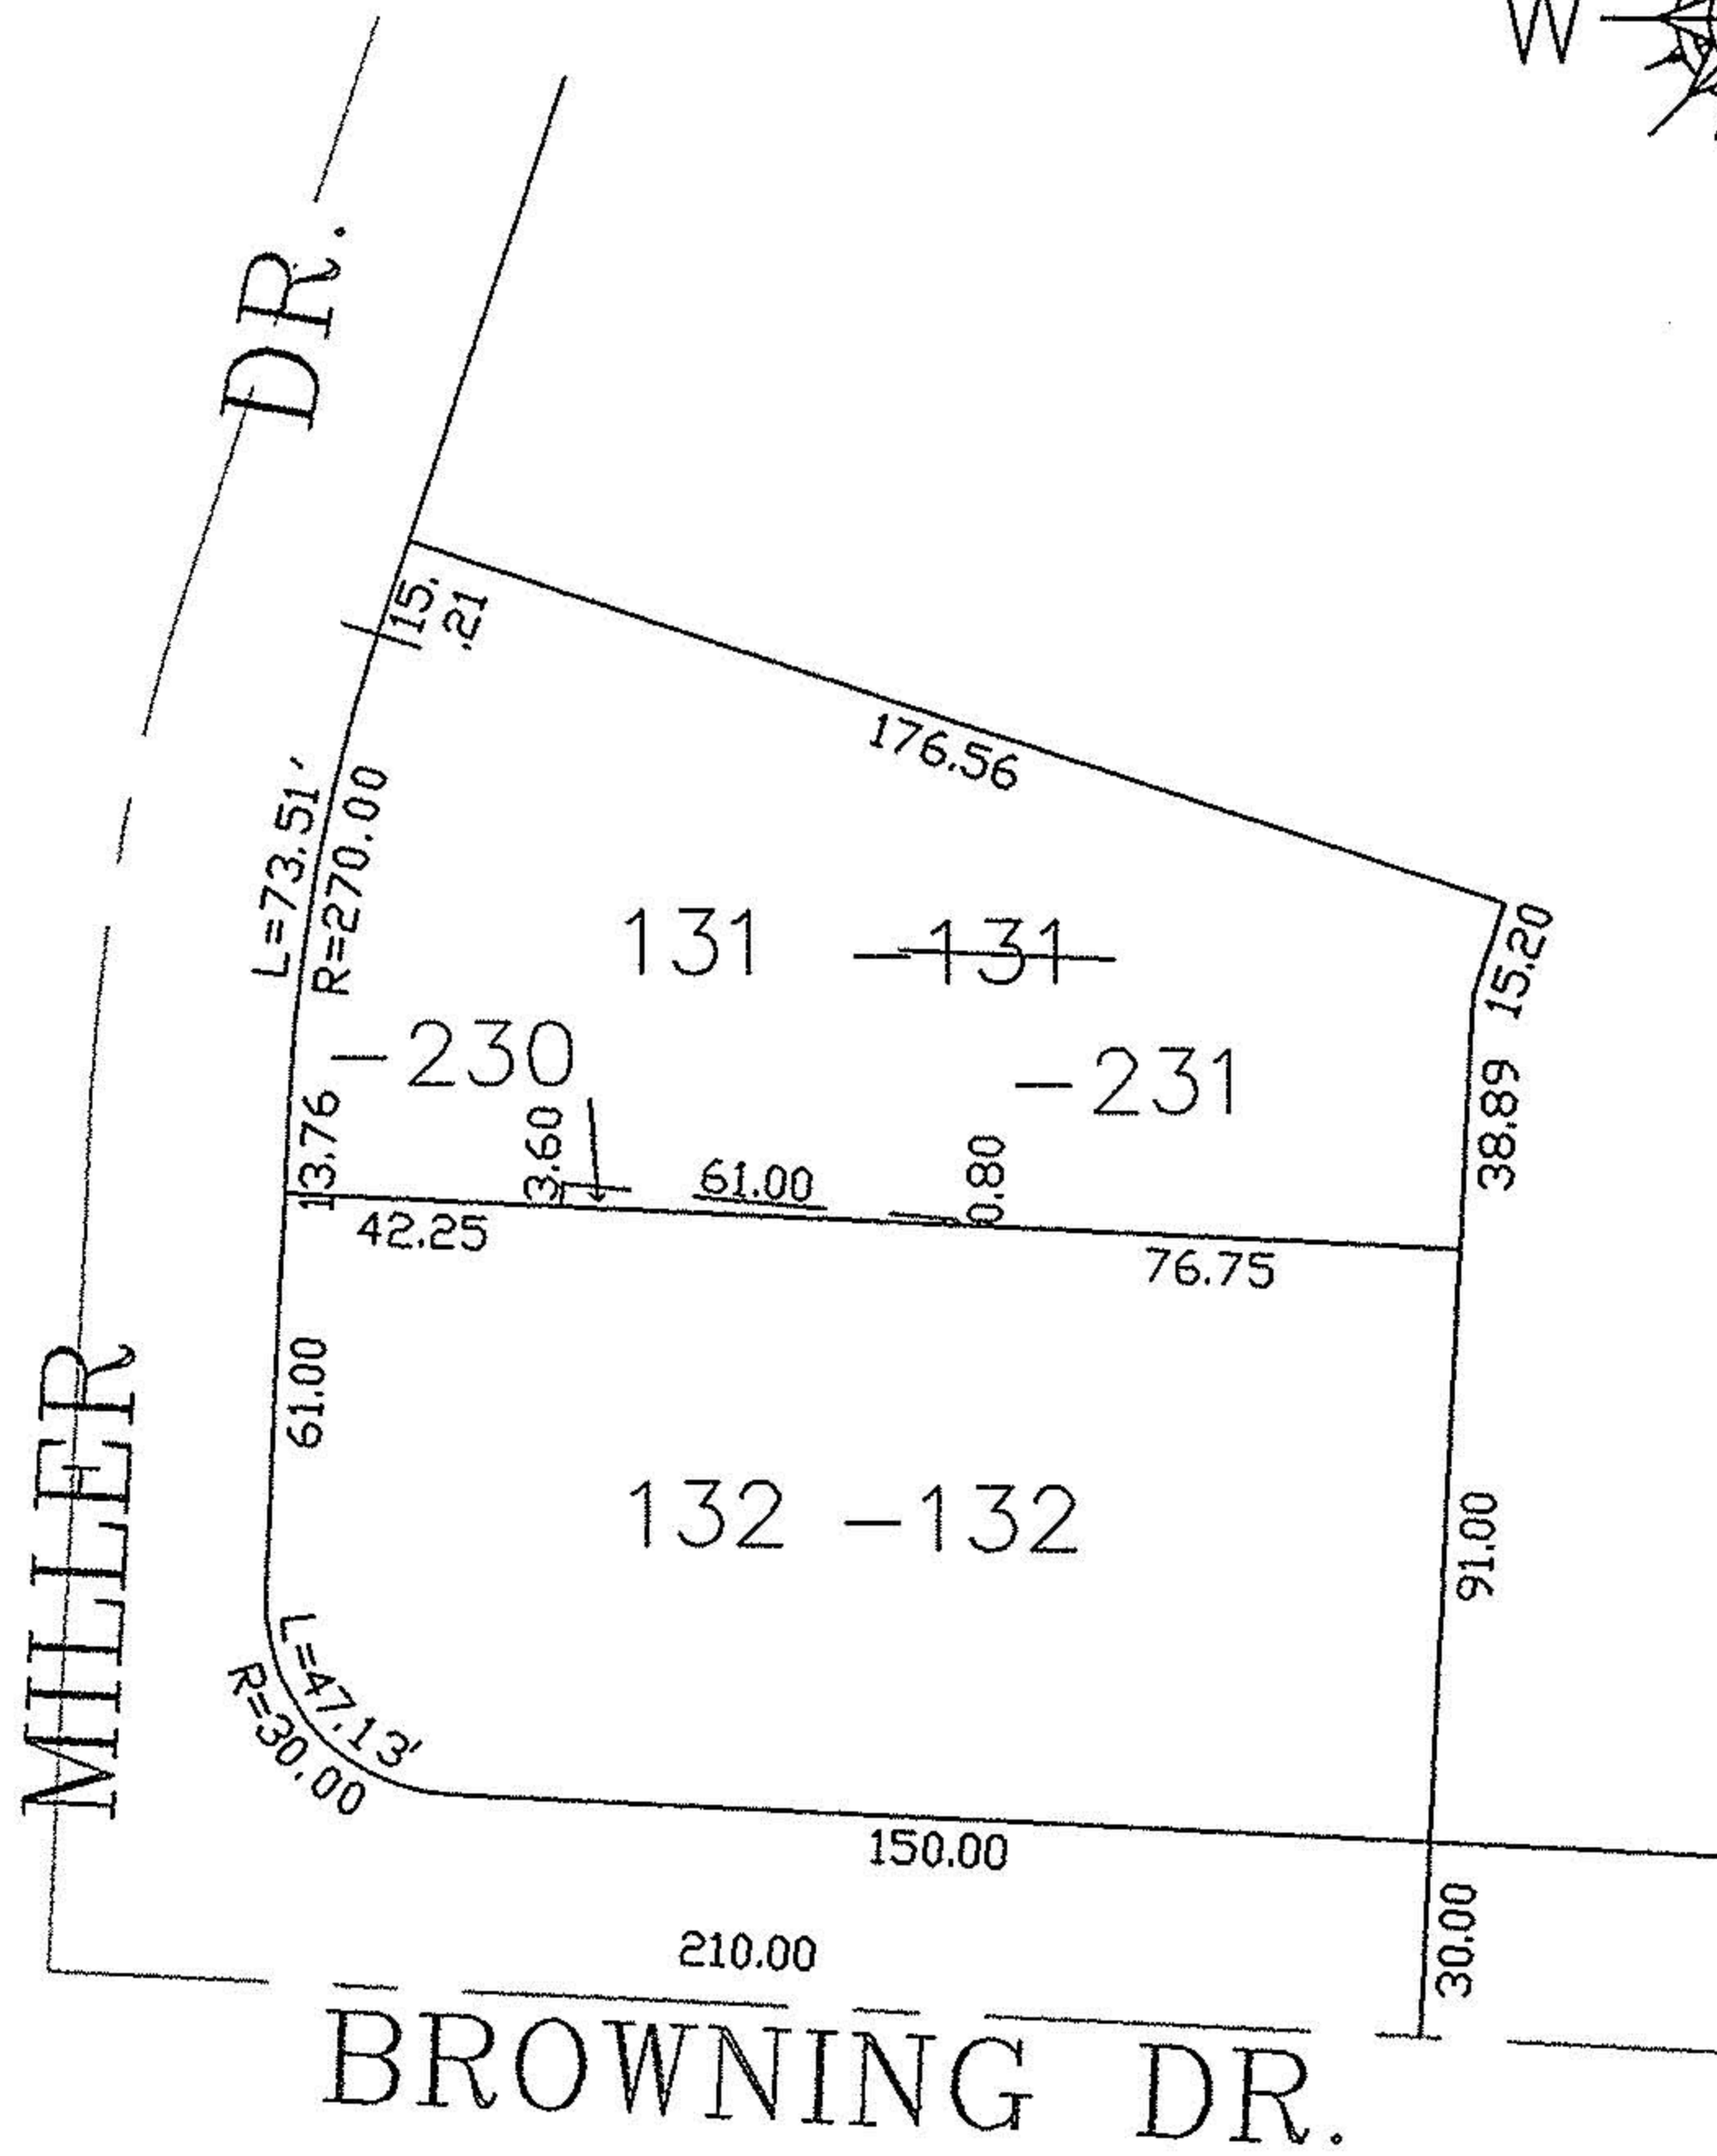 W
DR.
15.
.21
176.56
L=73.51'
R=270.00
131 -131
15.20
-230
-231
38.89
13.76
3.60
61.00
0.80
42.25
76.75
61.00
MILLER
132 -132
91.00
L=47.13'
R=30.00
150.00
30.00
210.00
BROWNING DR.